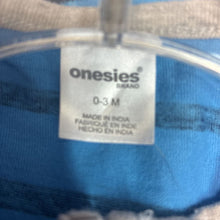 onesies®
BRAND
0-3 M
MADE IN INDIA
FABRIQUÉ EN INDE
HECHO EN INDIA